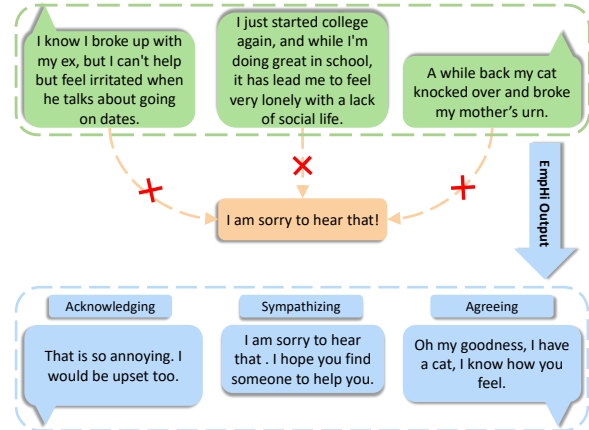 I know I broke up with
my ex, but I can't help
but feel irritated when
he talks about going
on dates.
I just started college
again, and while I'm
doing great in school,
it has lead me to feel
very lonely with a lack
of social life.
A while back my cat
knocked over and broke
my mother's urn.
I am sorry to hear that!
EmpHi Output
Acknowledging
Sympathizing
Agreeing
That is so annoying. I
would be upset too.
I am sorry to hear
that . I hope you find
someone to help you.
Oh my goodness, I have
a cat, I know how you
feel.